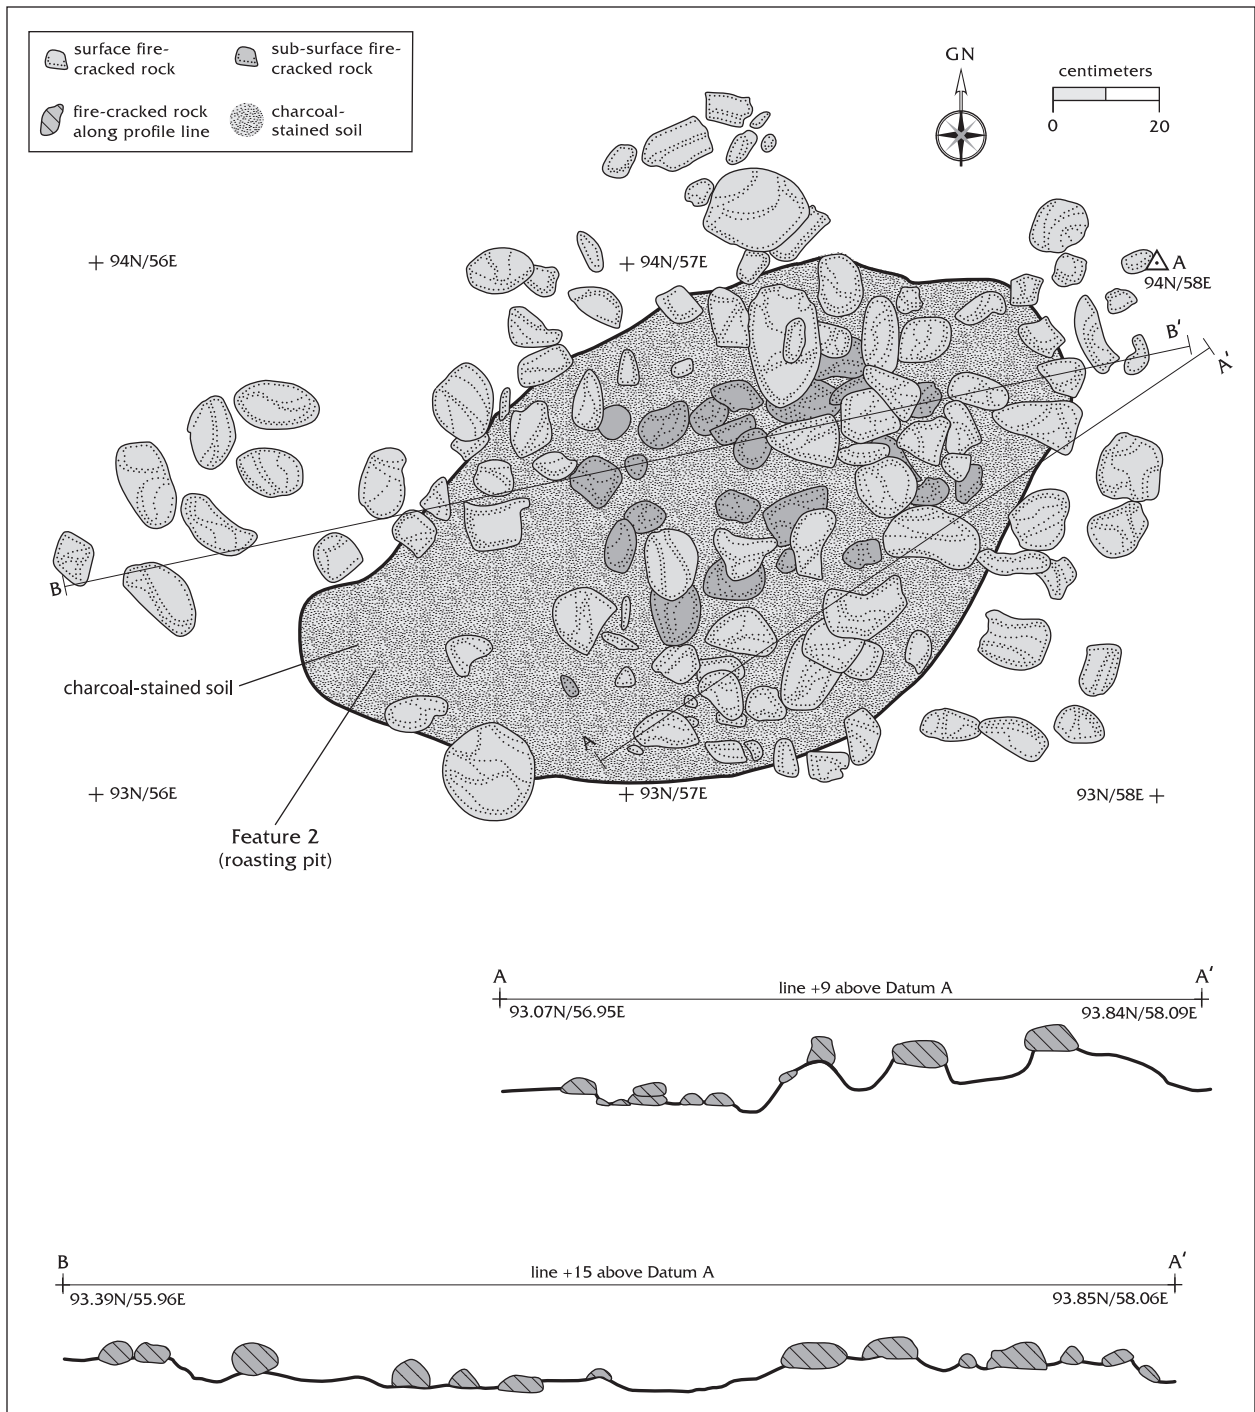 surface fire-
cracked rock
sub-surface fire-
cracked rock
fire-cracked rock
along profile line
charcoal-
stained soil
GN
centimeters
0 20
94N/56E
94N/57E
A
94N/58E
B'
A'
B
charcoal-stained soil
A
93N/56E
93N/57E
93N/58E
Feature 2
(roasting pit)
A A'
line +9 above Datum A
93.07N/56.95E 93.84N/58.09E
B A'
line +15 above Datum A
93.39N/55.96E 93.85N/58.06E